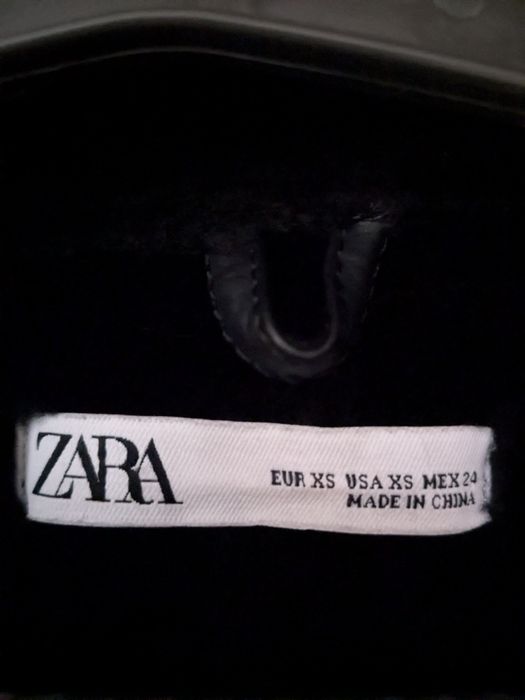 ZARA
EUR XS USA XS MEX 24
MADE IN CHINA